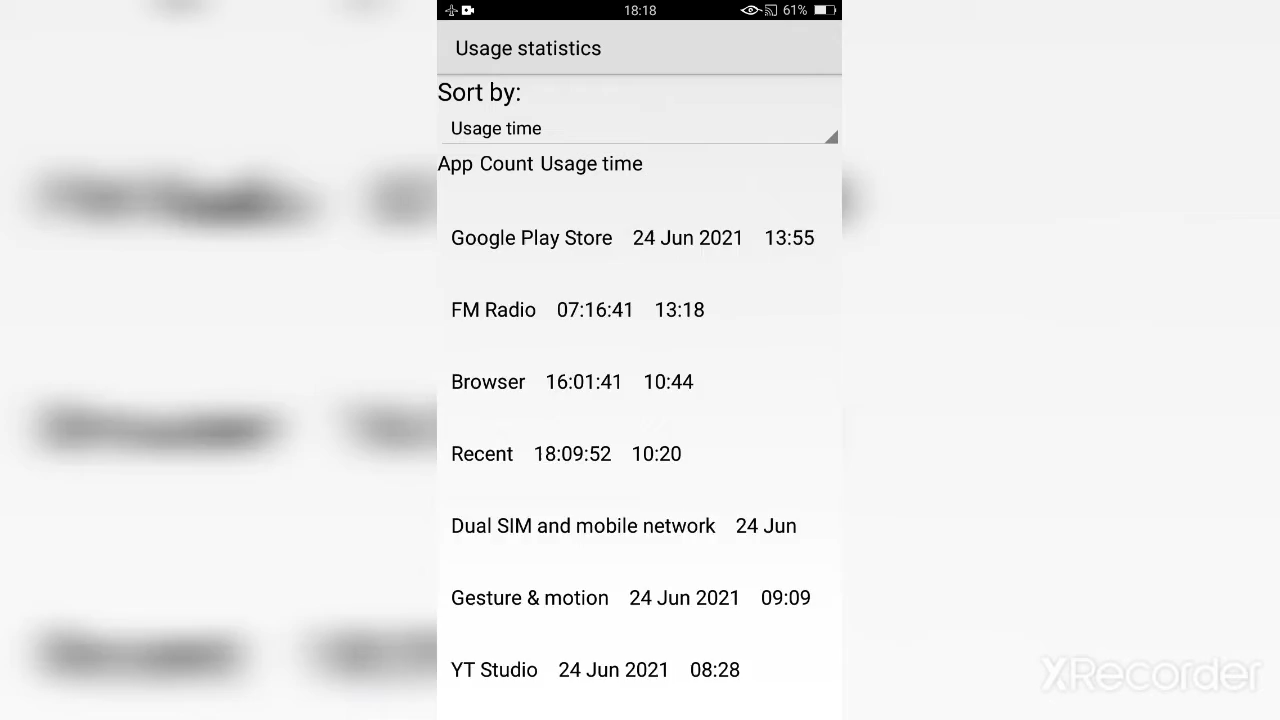 18:18 61%
Usage statistics
Sort by:
Usage time
App Count Usage time
Google Play Store 24 Jun 2021 13:55
FM Radio 07:16:41 13:18
Browser 16:01:41 10:44
Recent 18:09:52 10:20
Dual SIM and mobile network 24 Jun
Gesture & motion 24 Jun 2021 09:09
YT Studio 24 Jun 2021 08:28
XRecorder